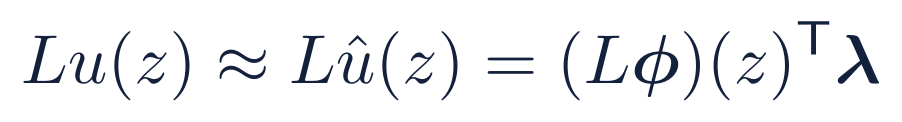 Lu(z) ≈ Lû(z) = (L𝝓)(z)ᵀ𝝀